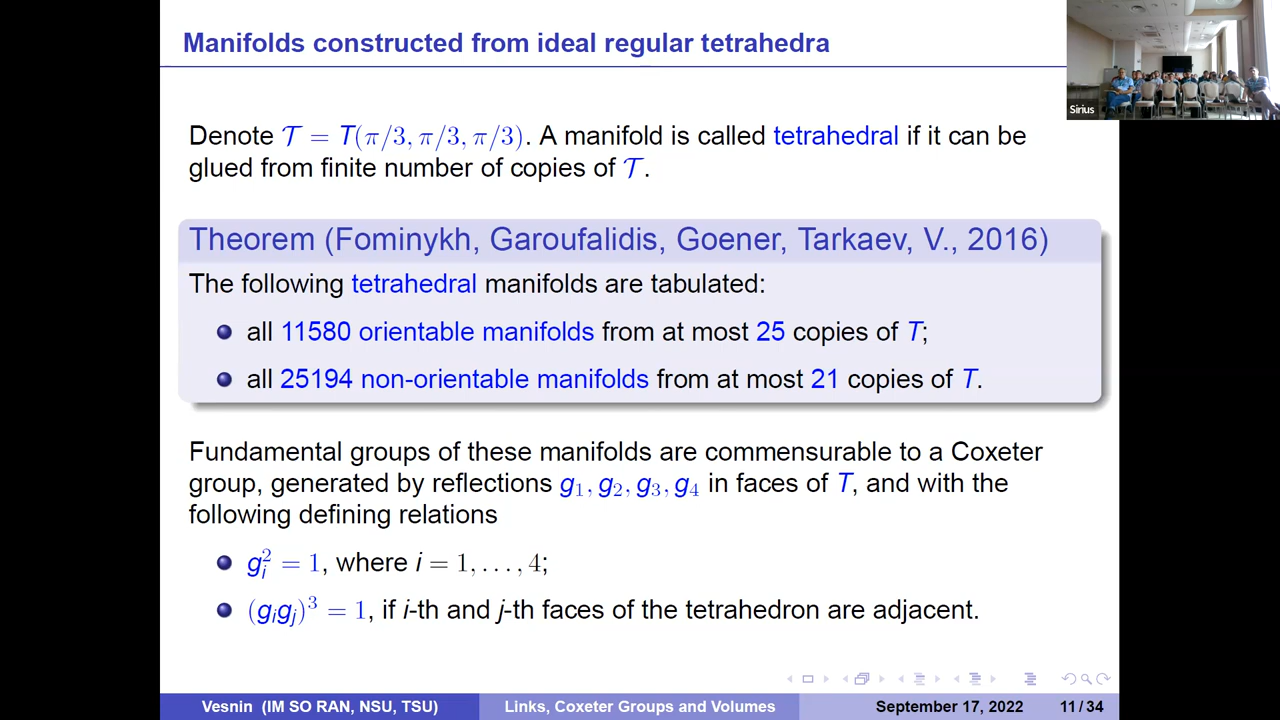 Manifolds constructed from ideal regular tetrahedra
Sirius
Denote 𝒯 = T(π/3, π/3, π/3). A manifold is called tetrahedral if it can be
glued from finite number of copies of 𝒯.
Theorem (Fominykh, Garoufalidis, Goener, Tarkaev, V., 2016)
The following tetrahedral manifolds are tabulated:
all 11580 orientable manifolds from at most 25 copies of T;
all 25194 non-orientable manifolds from at most 21 copies of T.
Fundamental groups of these manifolds are commensurable to a Coxeter
group, generated by reflections g₁, g₂, g₃, g₄ in faces of T, and with the
following defining relations
gᵢ² = 1, where i = 1, . . . , 4;
(gᵢgⱼ)³ = 1, if i-th and j-th faces of the tetrahedron are adjacent.
Vesnin (IM SO RAN, NSU, TSU) Links, Coxeter Groups and Volumes September 17, 2022 11 / 34